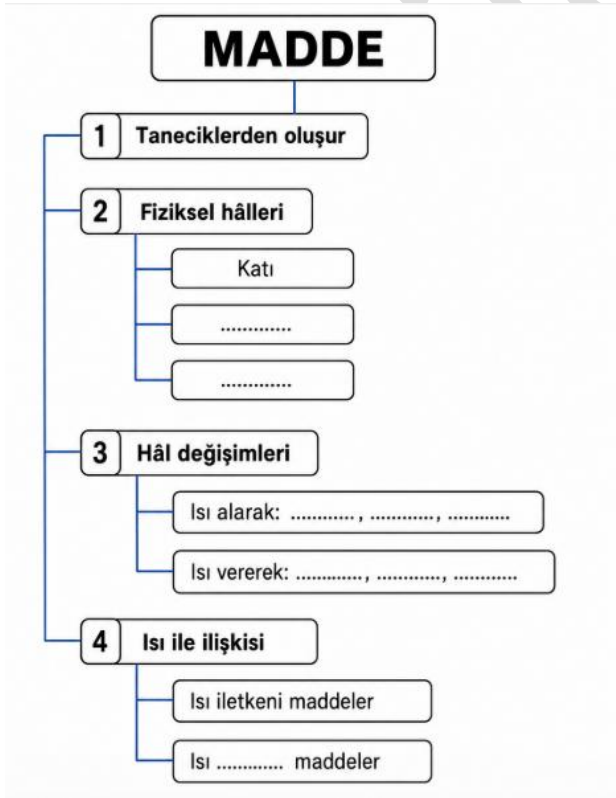 MADDE
1 Taneciklerden oluşur
2 Fiziksel hâlleri
Katı
.............
.............
3 Hâl değişimleri
Isı alarak: ............, ............, ............
Isı vererek: ............., ............, ............
4 Isı ile ilişkisi
Isı iletkeni maddeler
Isı ............. maddeler